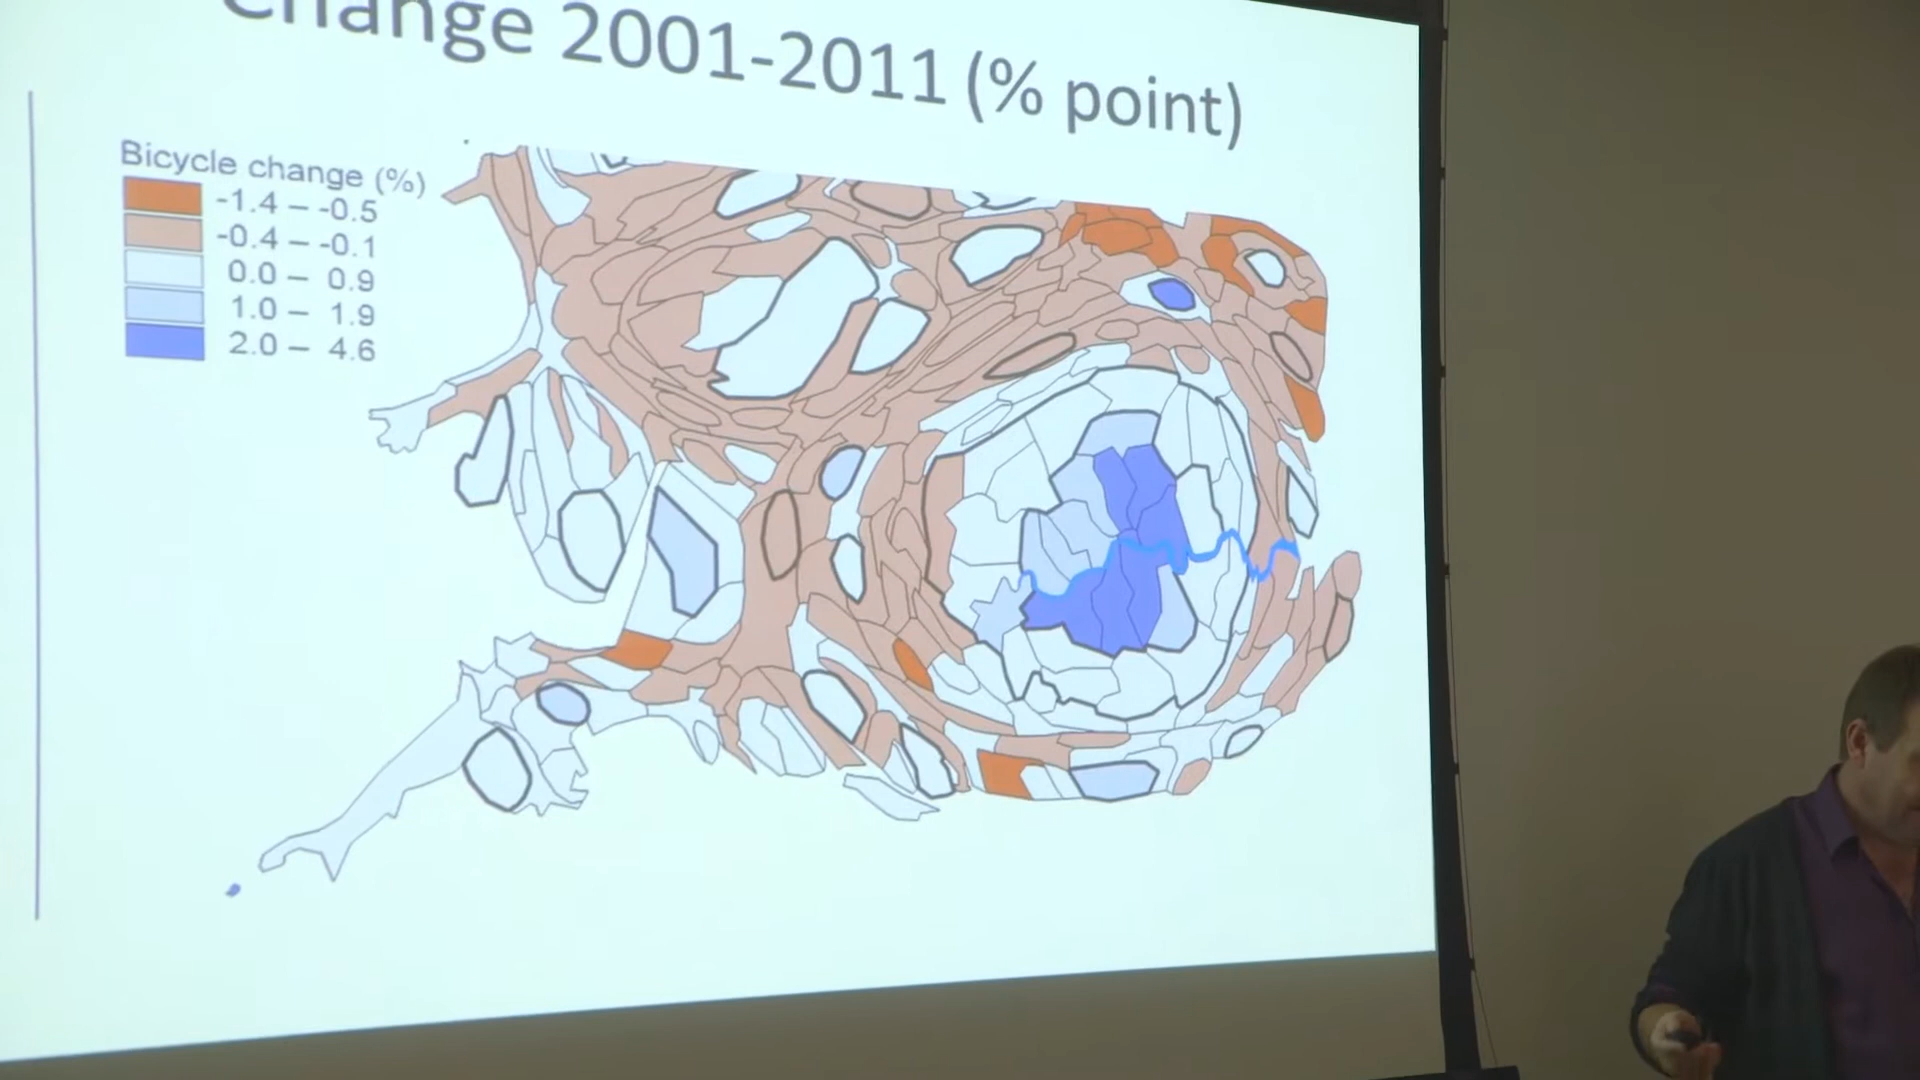 Change 2001-2011 (% point)
Bicycle change (%)
-1.4 – -0.5
-0.4 – -0.1
0.0 – 0.9
1.0 – 1.9
2.0 – 4.6